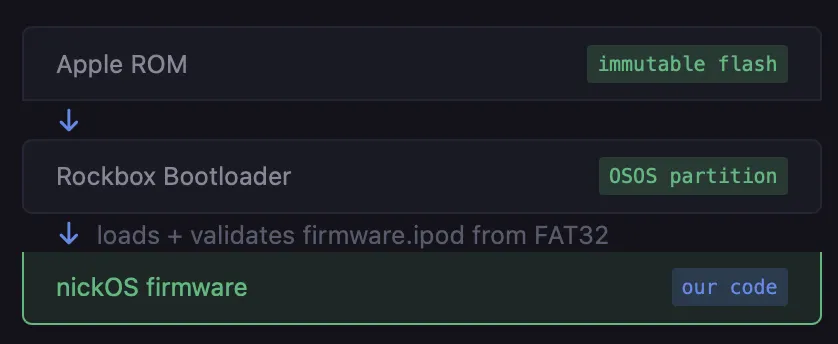 Apple ROM immutable flash
↓
Rockbox Bootloader OSOS partition
↓ loads + validates firmware.ipod from FAT32
nickOS firmware our code